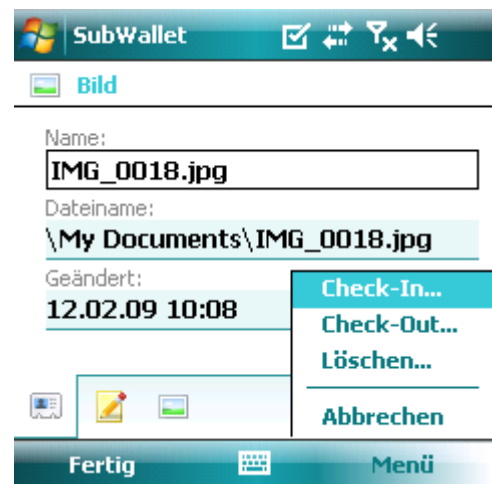 SubWallet
Bild
Name:
IMG_0018.jpg
Dateiname:
\My Documents\IMG_0018.jpg
Geändert:
12.02.09 10:08
Check-In...
Check-Out...
Löschen...
Abbrechen
Fertig
Menü